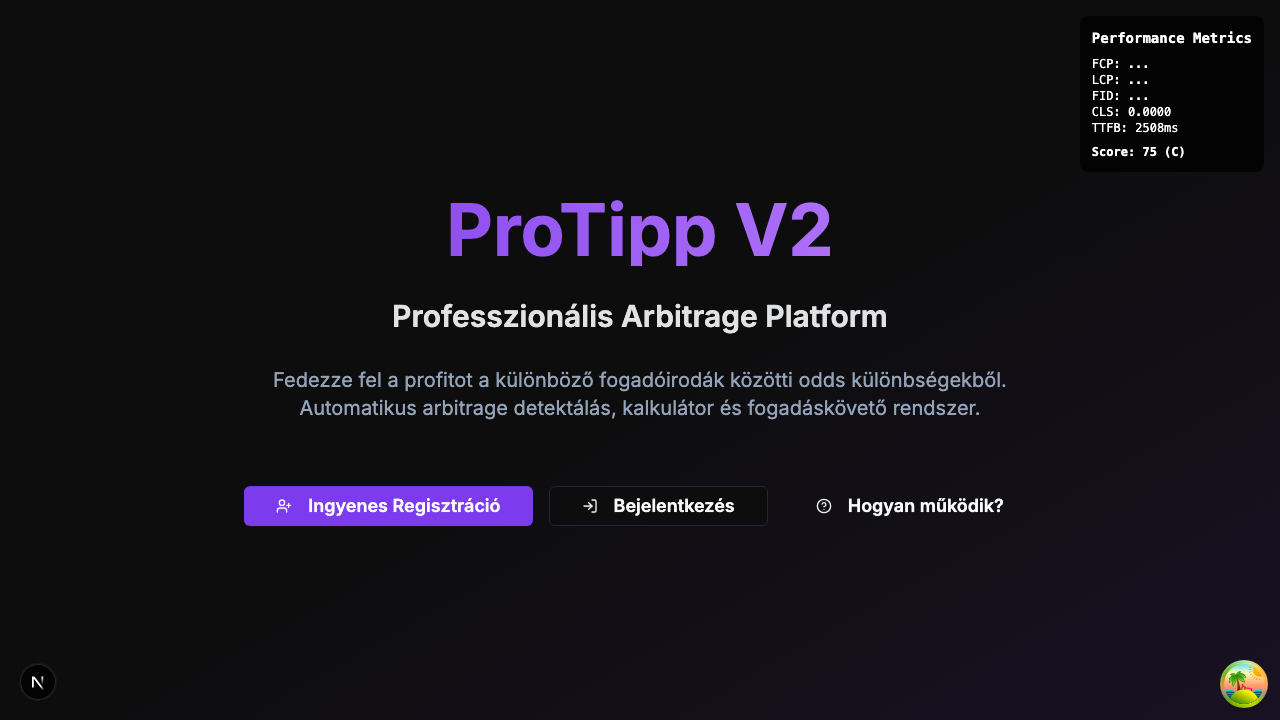 Performance Metrics
FCP: ...
LCP: ...
FID: ...
CLS: 0.0000
TTFB: 2508ms
Score: 75 (C)
ProTipp V2
Professzionális Arbitrage Platform
Fedezze fel a profitot a különböző fogadóirodák közötti odds különbségekből.
Automatikus arbitrage detektálás, kalkulátor és fogadáskövető rendszer.
Ingyenes Regisztráció
Bejelentkezés
Hogyan működik?
N